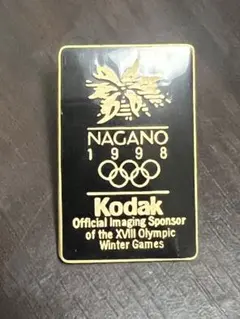 NAGANO
1998
Kodak
Official Imaging Sponsor
of the XVIII Olympic
Winter Games